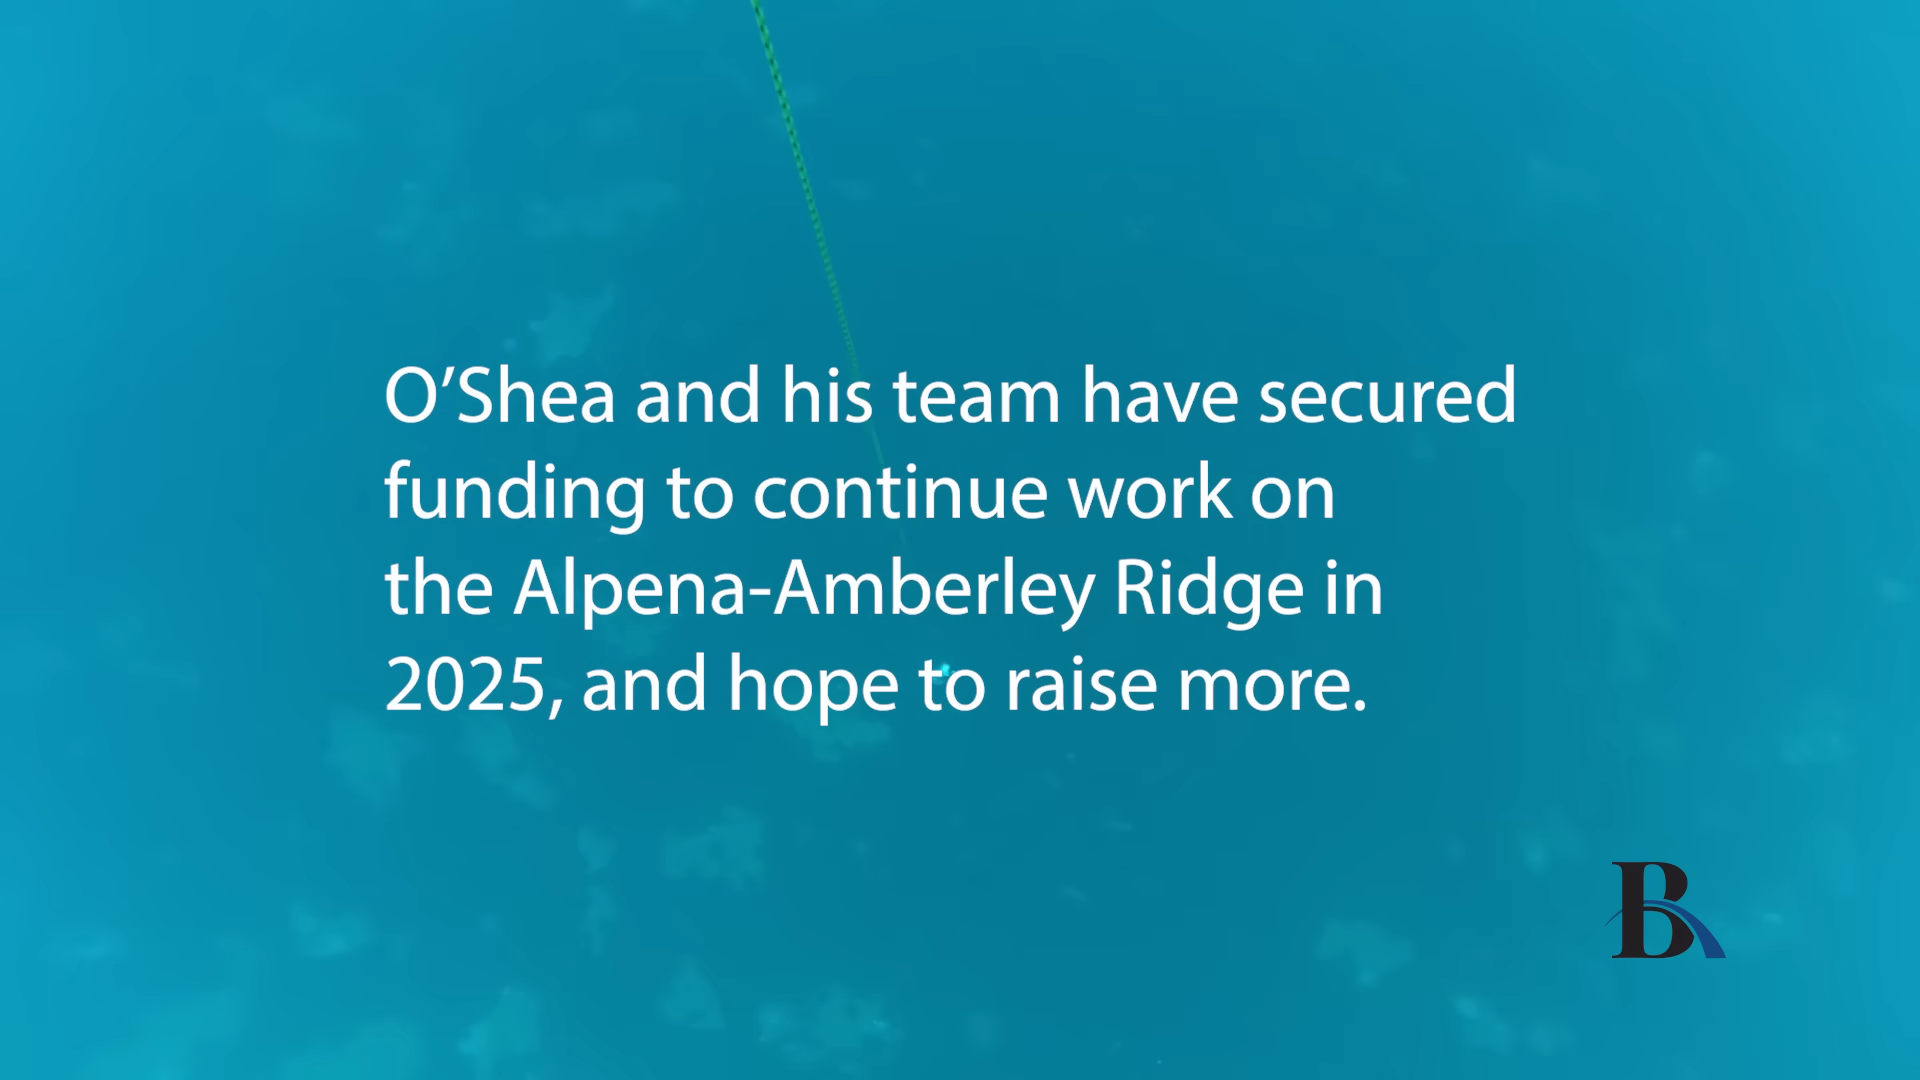 O’Shea and his team have secured
funding to continue work on
the Alpena-Amberley Ridge in
2025, and hope to raise more.
B